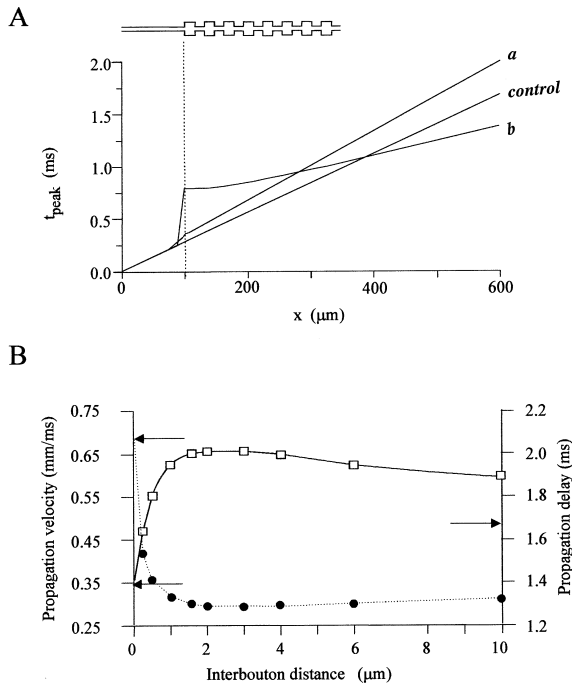 A
2.0
1.5
1.0
0.5
0.0
t_peak (ms)
a
control
b
0 200 400 600
x (μm)
B
0.75
0.65
0.55
0.45
0.35
0.25
Propagation velocity (mm/ms)
2.2
2.0
1.8
1.6
1.4
1.2
Propagation delay (ms)
0 2 4 6 8 10
Interbouton distance (μm)